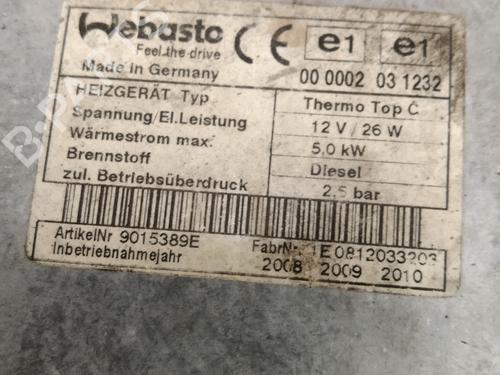 Webasto
Feel the drive
Made in Germany
CE e1 e1
00 0002 03 1232
HEIZGERÄT Typ Thermo Top C
Spannung/El.Leistung 12 V / 26 W
Wärmestrom max. 5,0 kW
Brennstoff Diesel
zul. Betriebsüberdruck 2,5 bar
ArtikelNr 9015389E FabrNr. 1E0812033203
Inbetriebnahmejahr 2008 2009 2010